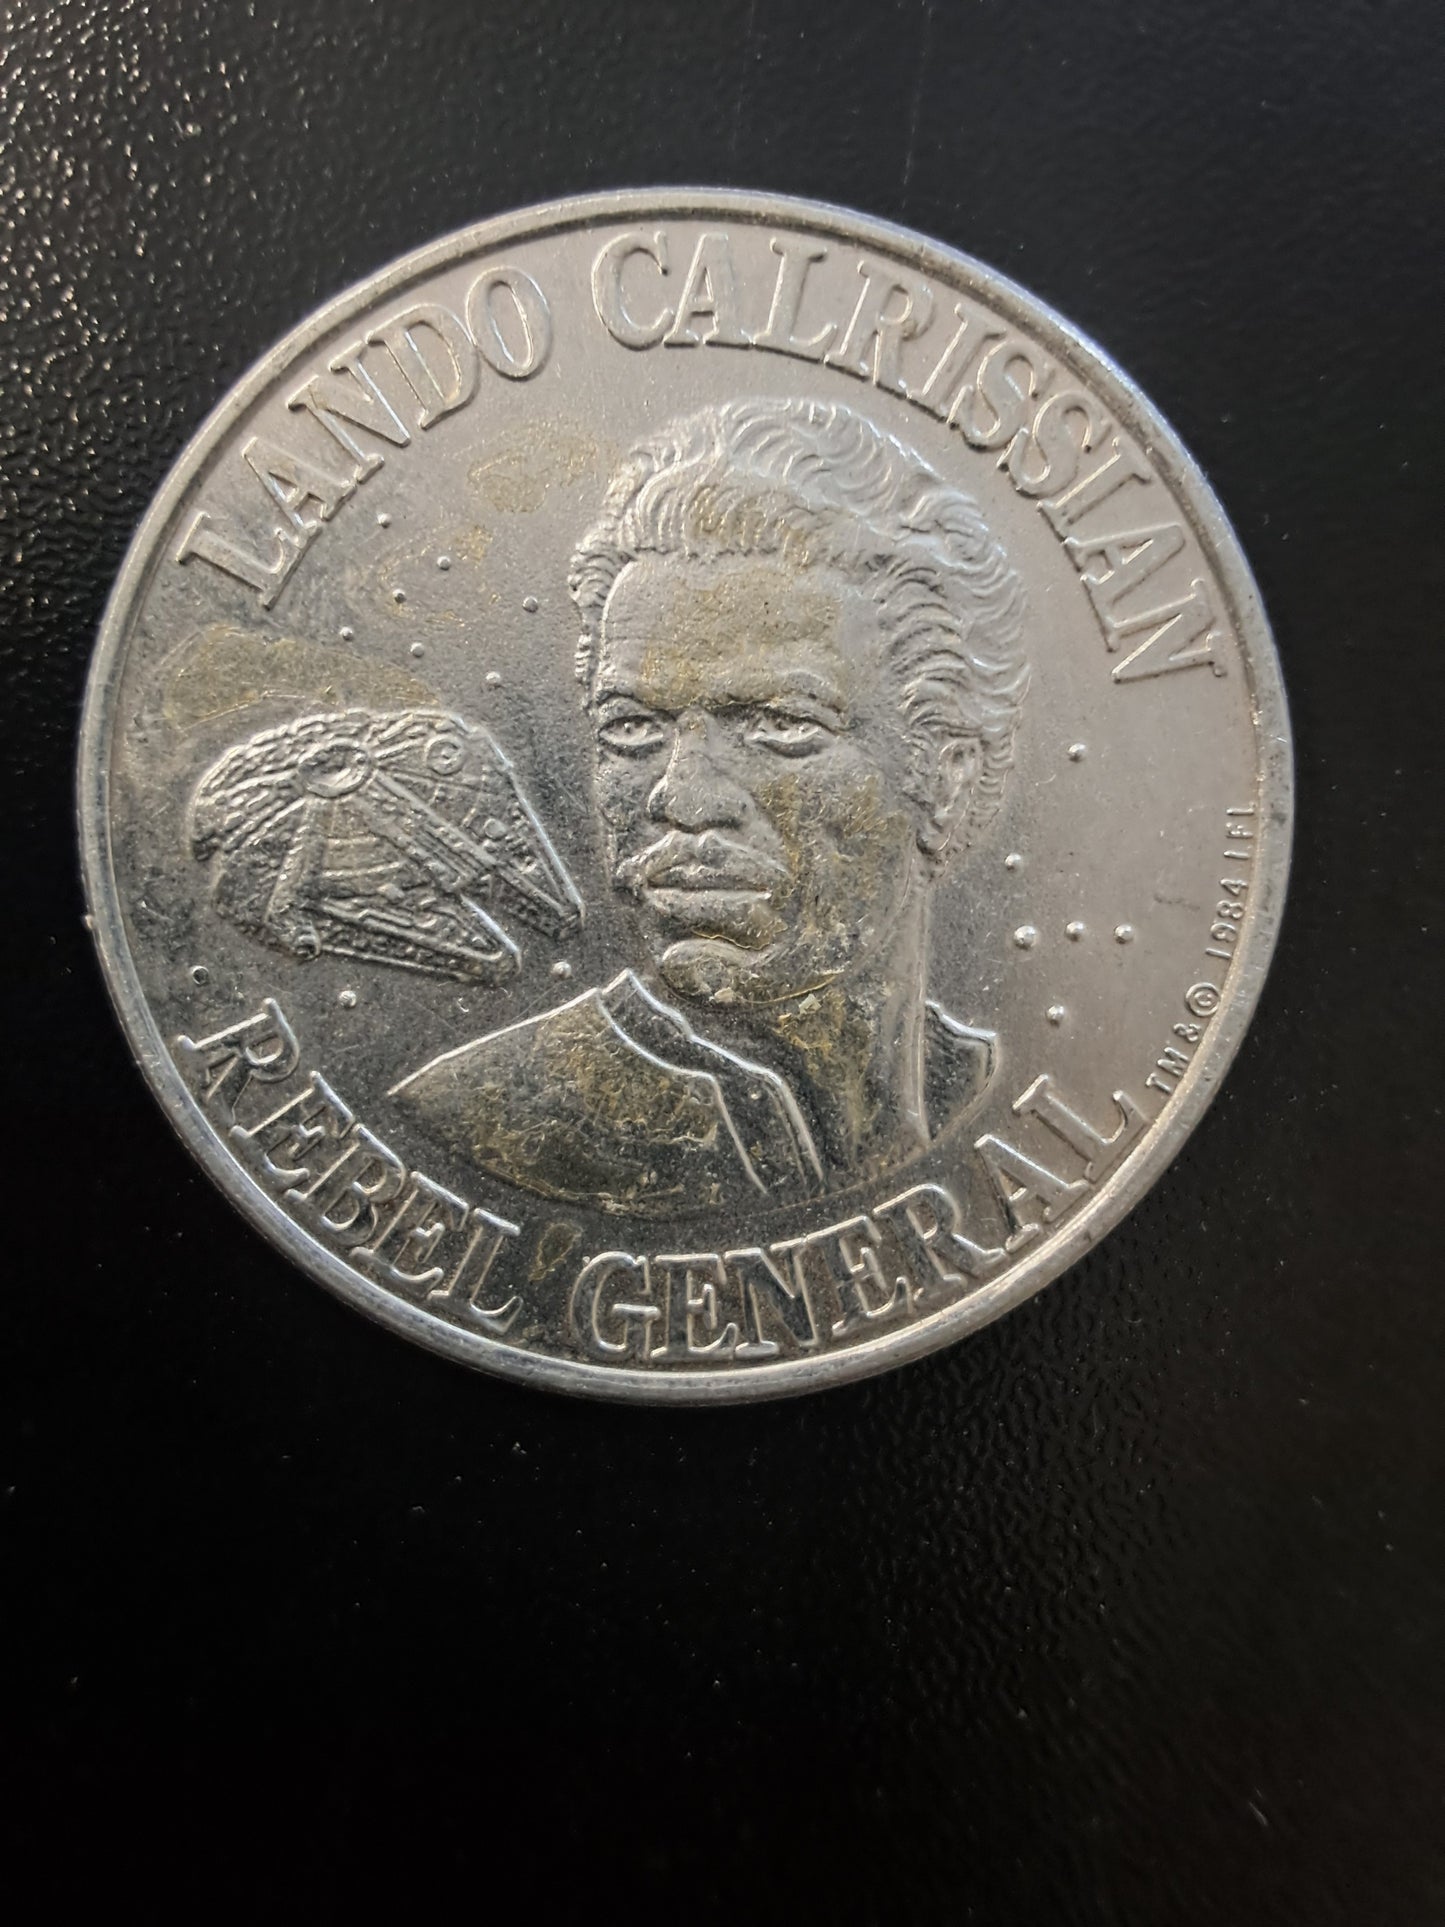 LANDO CALRISSIAN
REBEL GENERAL
TM & © 1984 LFL